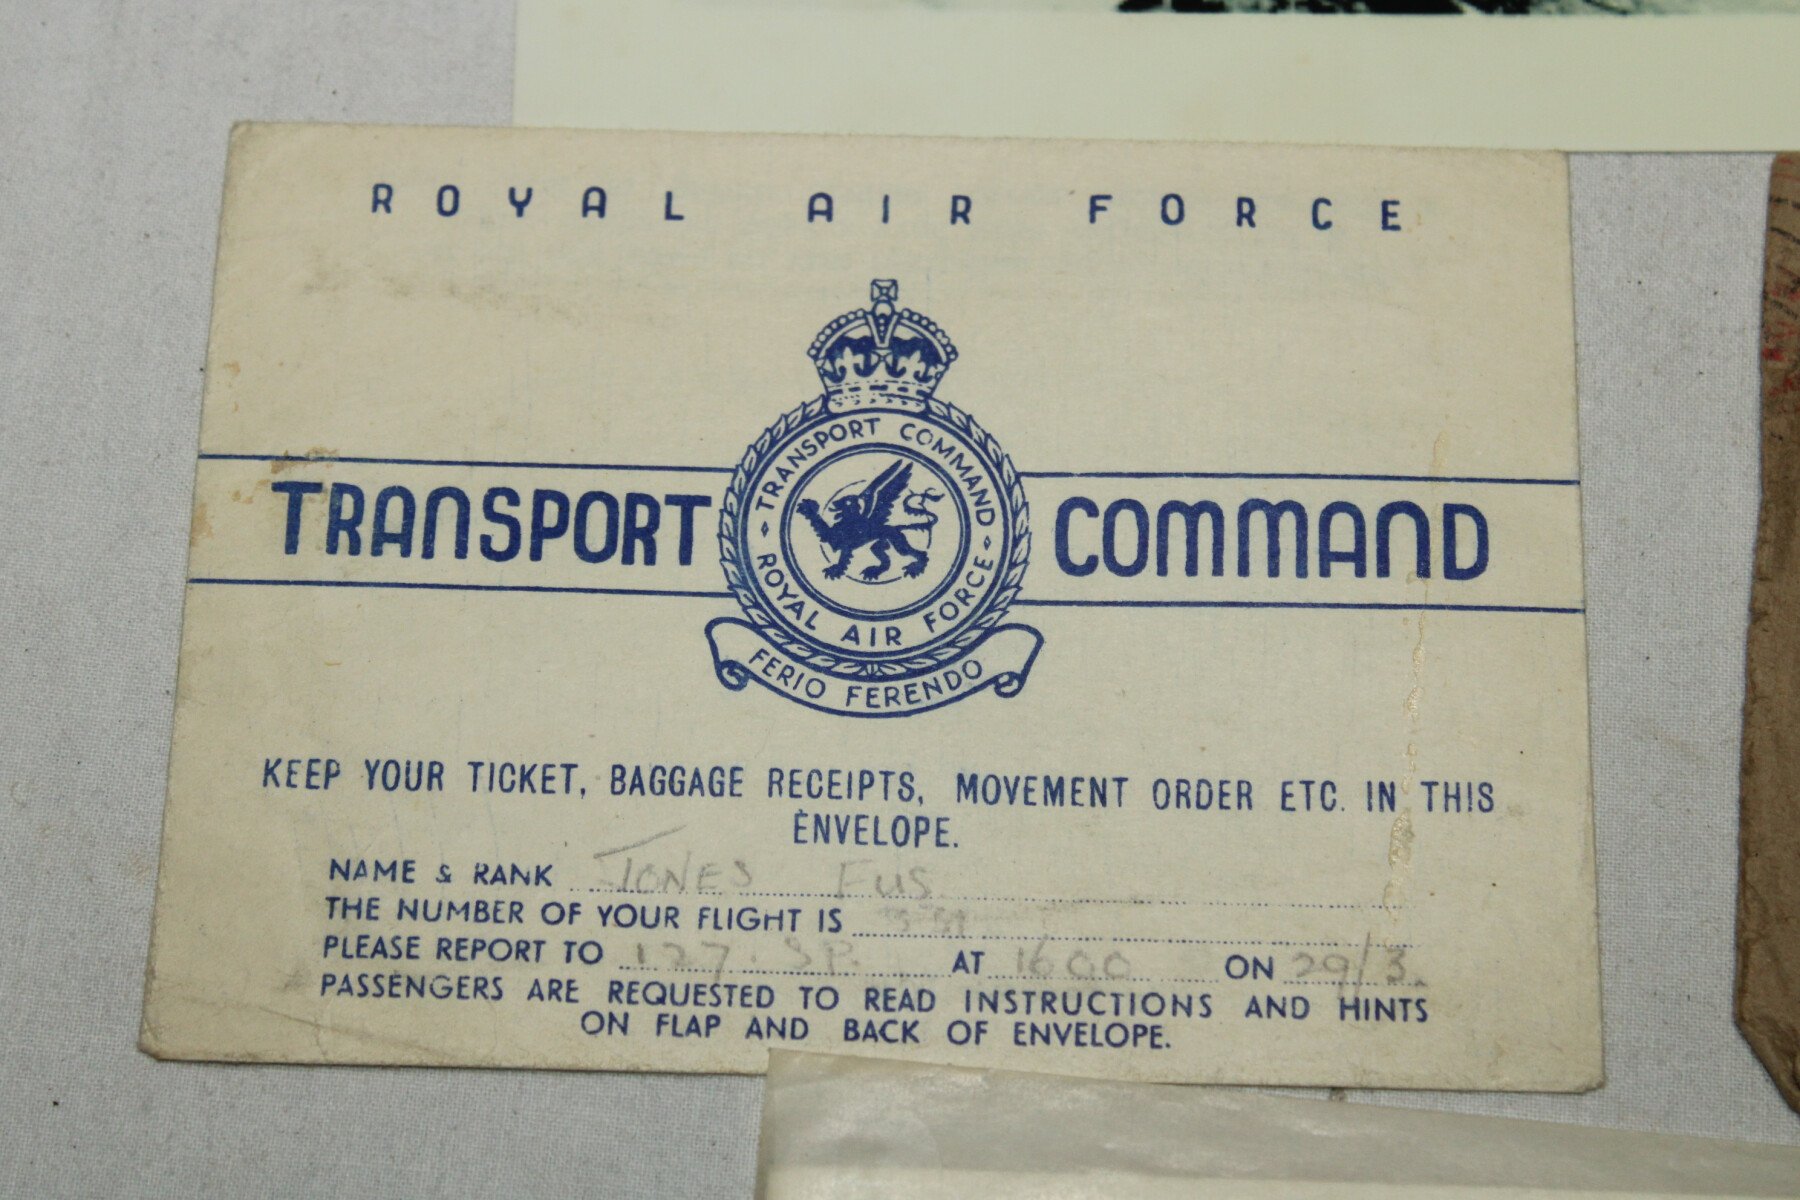 ROYAL AIR FORCE
TRANSPORT COMMAND
TRANSPORT COMMAND
ROYAL AIR FORCE
FERIO FERENDO
KEEP YOUR TICKET, BAGGAGE RECEIPTS, MOVEMENT ORDER ETC. IN THIS
ENVELOPE.
NAME & RANK JONES FUS
THE NUMBER OF YOUR FLIGHT IS
PLEASE REPORT TO 127. SP. AT 1600 ON 29/3.
PASSENGERS ARE REQUESTED TO READ INSTRUCTIONS AND HINTS
ON FLAP AND BACK OF ENVELOPE.